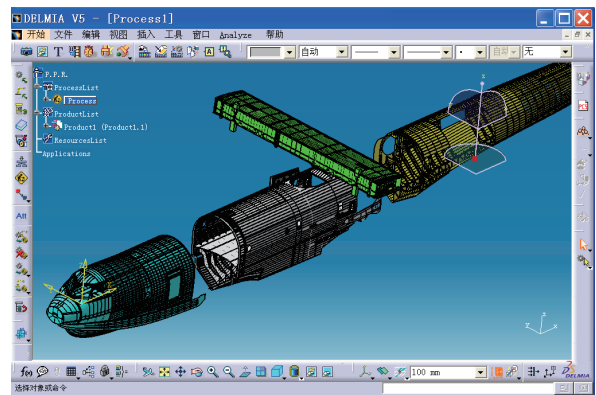 DELMIA V5 - [Process1]
开始 文件 编辑 视图 插入 工具 窗口 Analyze 帮助
T A 自动 无
P.P.R.
ProcessList
Process
ProductList
Product1 (Product1.1)
ResourcesList
Applications
All
z
x
y
z
x
y
f(x) 100 mm
DELMIA
选择对象或命令